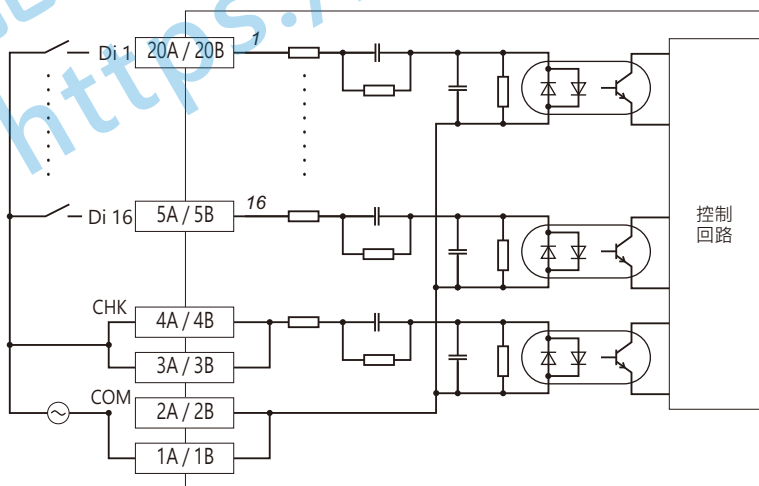 https:/
Di 1
20A / 20B
1
Di 16
5A / 5B
16
控制
回路
CHK
4A / 4B
3A / 3B
COM
2A / 2B
1A / 1B